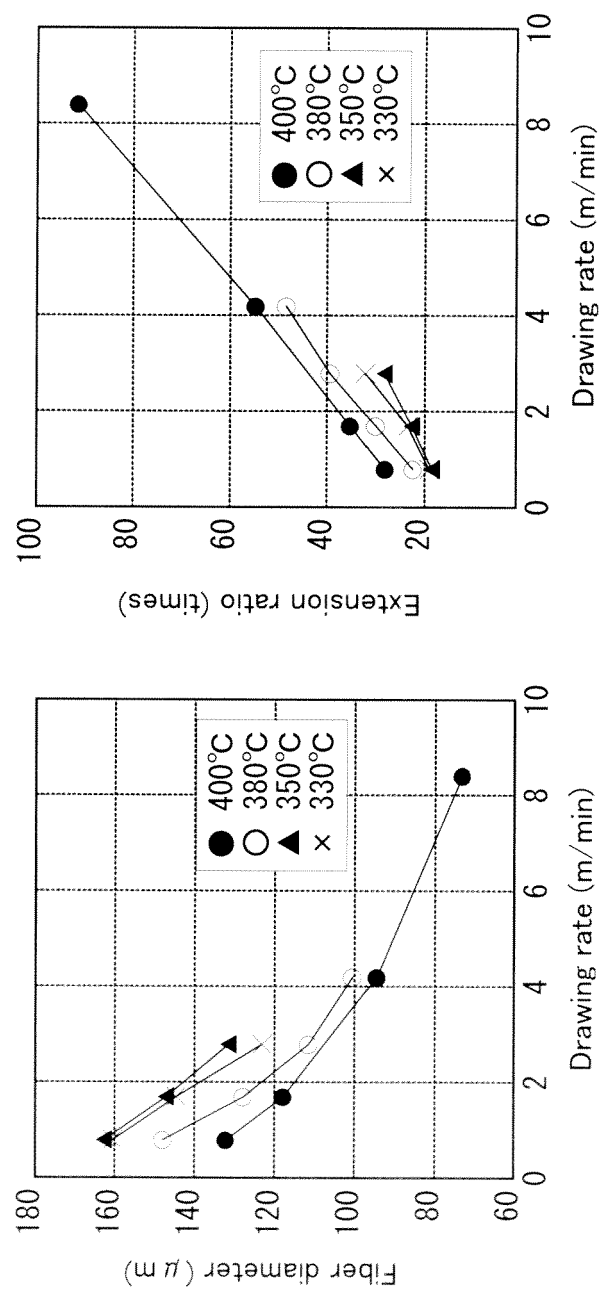 Fiber diameter (μm)
180
160
140
120
100
80
60
0
2
4
6
8
10
Drawing rate (m/min)
● 400°C
○ 380°C
▲ 350°C
× 330°C
Extension ratio (times)
100
80
60
40
20
0
2
4
6
8
10
Drawing rate (m/min)
● 400°C
○ 380°C
▲ 350°C
× 330°C